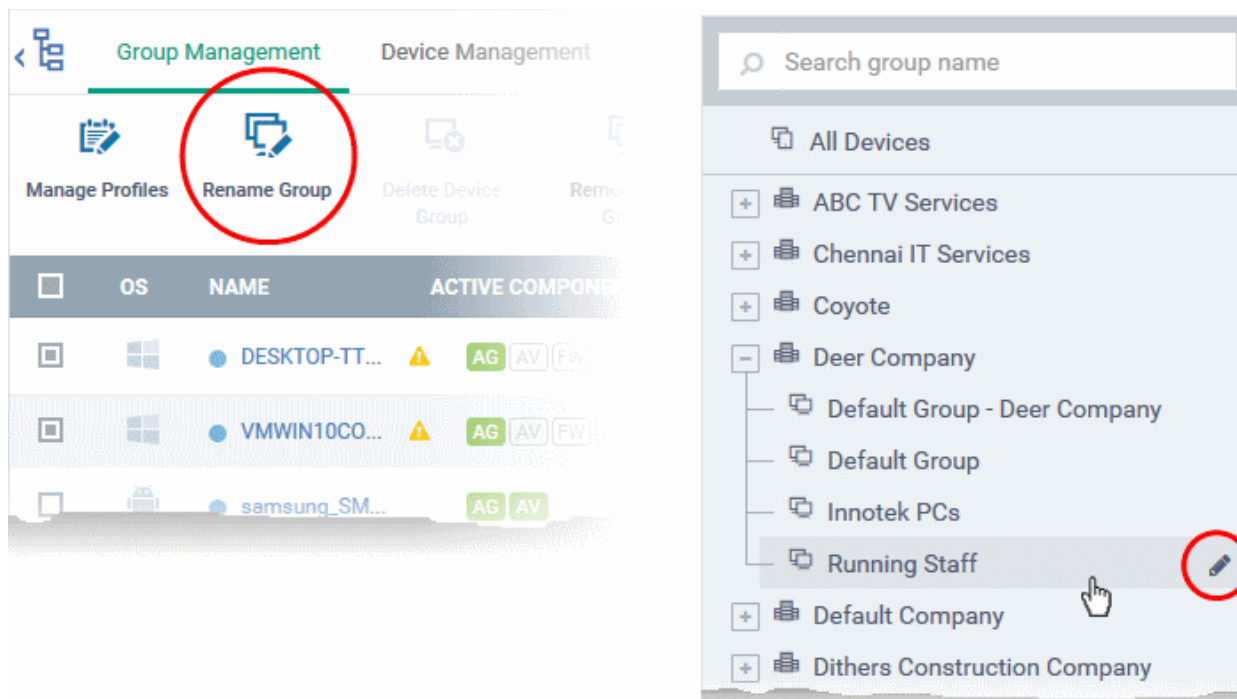 Group Management Device Management
Manage Profiles Rename Group Delete Device Group
OS NAME ACTIVE
DESKTOP-TT... AG AV FW
VMWIN10CO... AG AV FW
samsung_SM... AG AV
Search group name
All Devices
ABC TV Services
Chennai IT Services
Coyote
Deer Company
Default Group - Deer Company
Default Group
Innotek PCs
Running Staff
Default Company
Dithers Construction Company